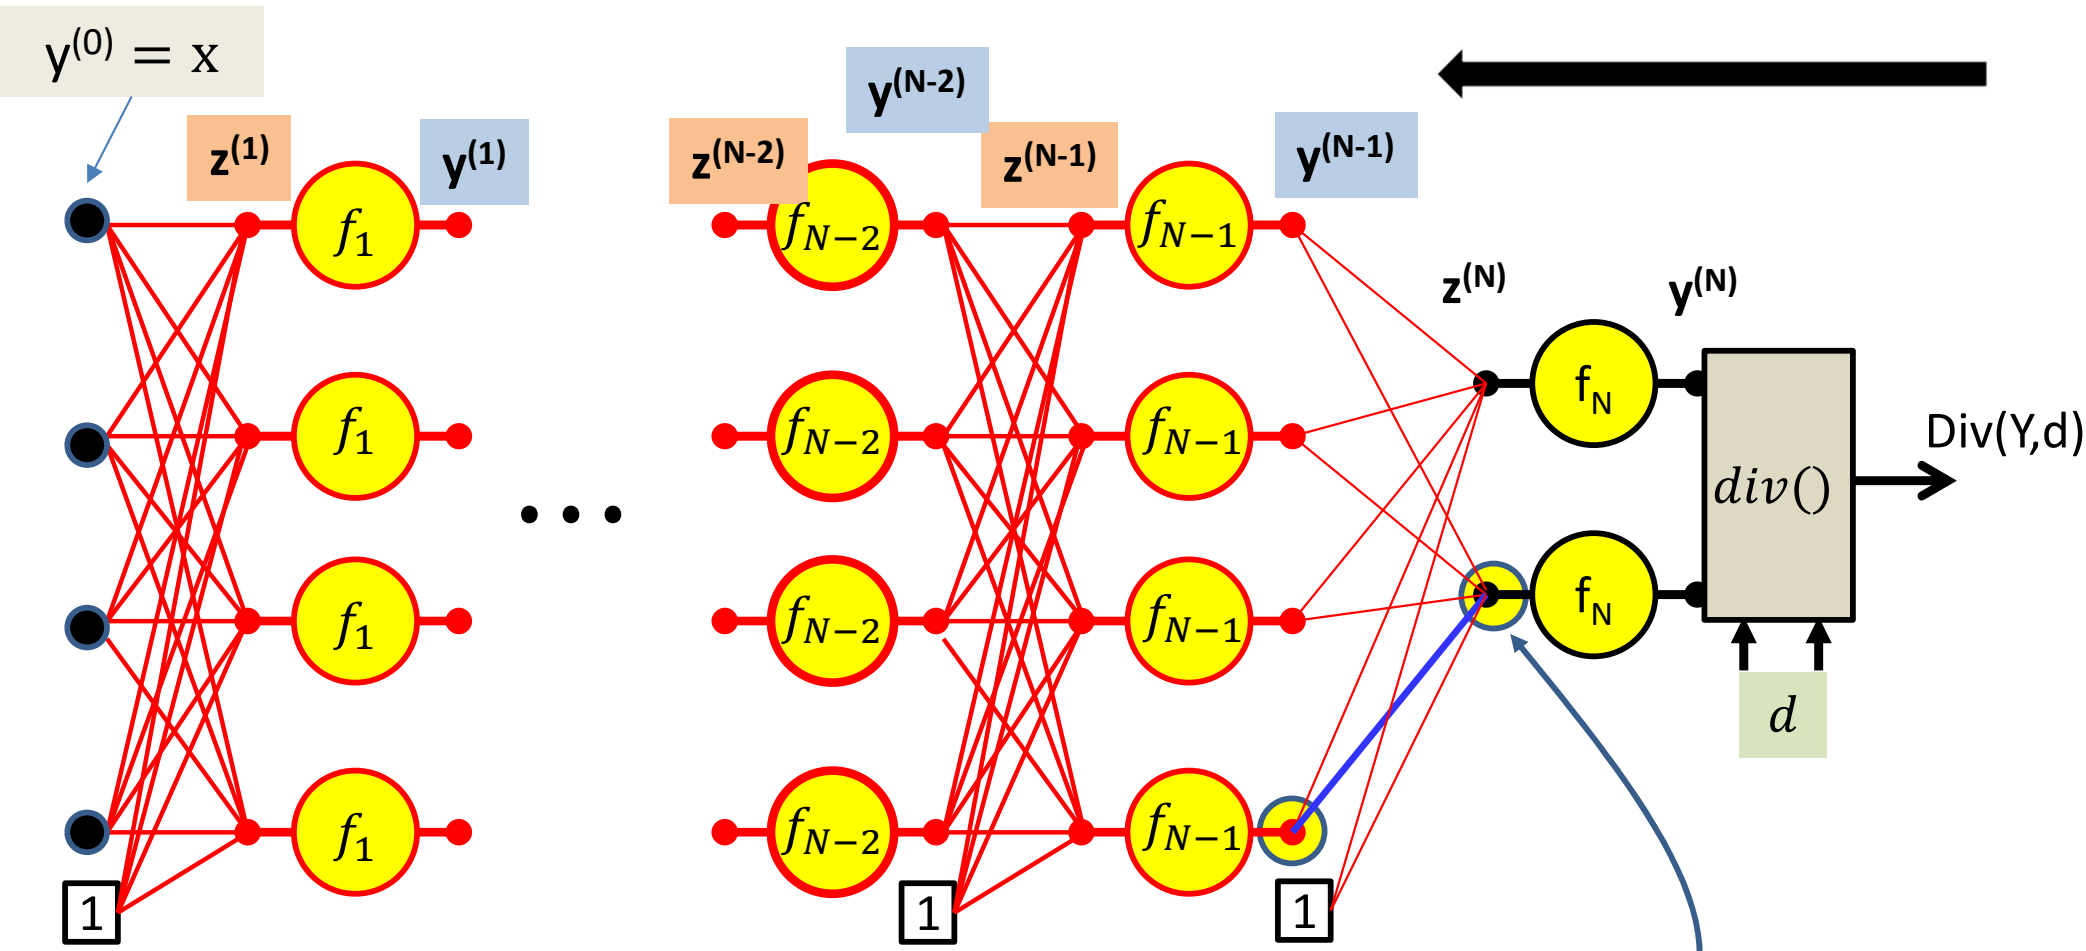 y(0) = x
z(1)
y(1)
z(N-2)
y(N-2)
z(N-1)
y(N-1)
z(N)
y(N)
f1
fN−2
fN−1
fN
f1
fN−2
fN−1
div()
Div(Y,d)
• • •
f1
fN−2
fN−1
fN
d
f1
fN−2
fN−1
1
1
1